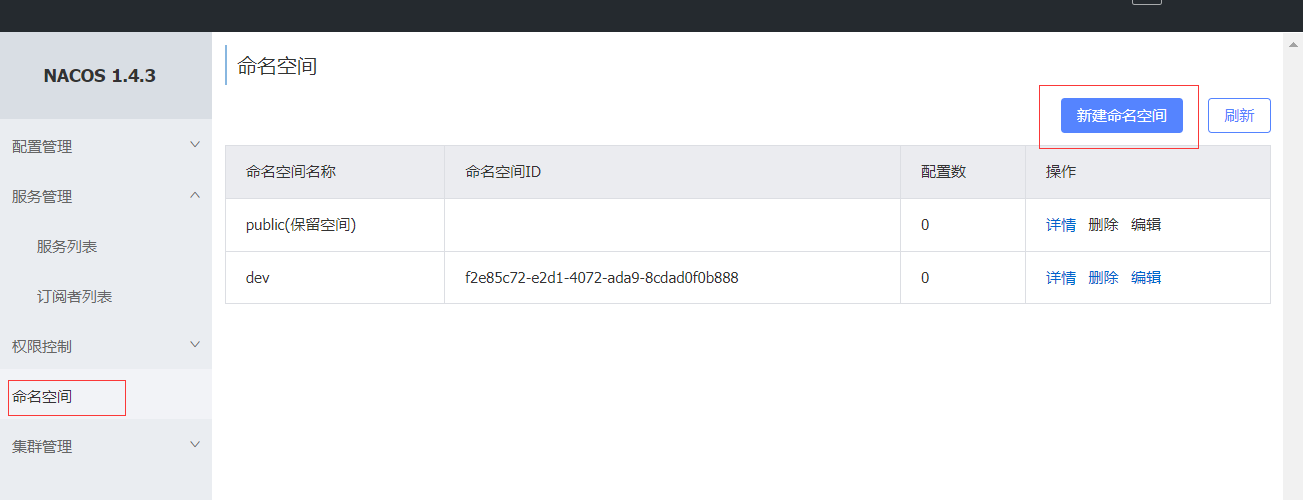 NACOS 1.4.3
配置管理
服务管理
服务列表
订阅者列表
权限控制
命名空间
集群管理
命名空间
新建命名空间 刷新
命名空间名称 命名空间ID 配置数 操作
public(保留空间) 0 详情 删除 编辑
dev f2e85c72-e2d1-4072-ada9-8cdad0f0b888 0 详情 删除 编辑